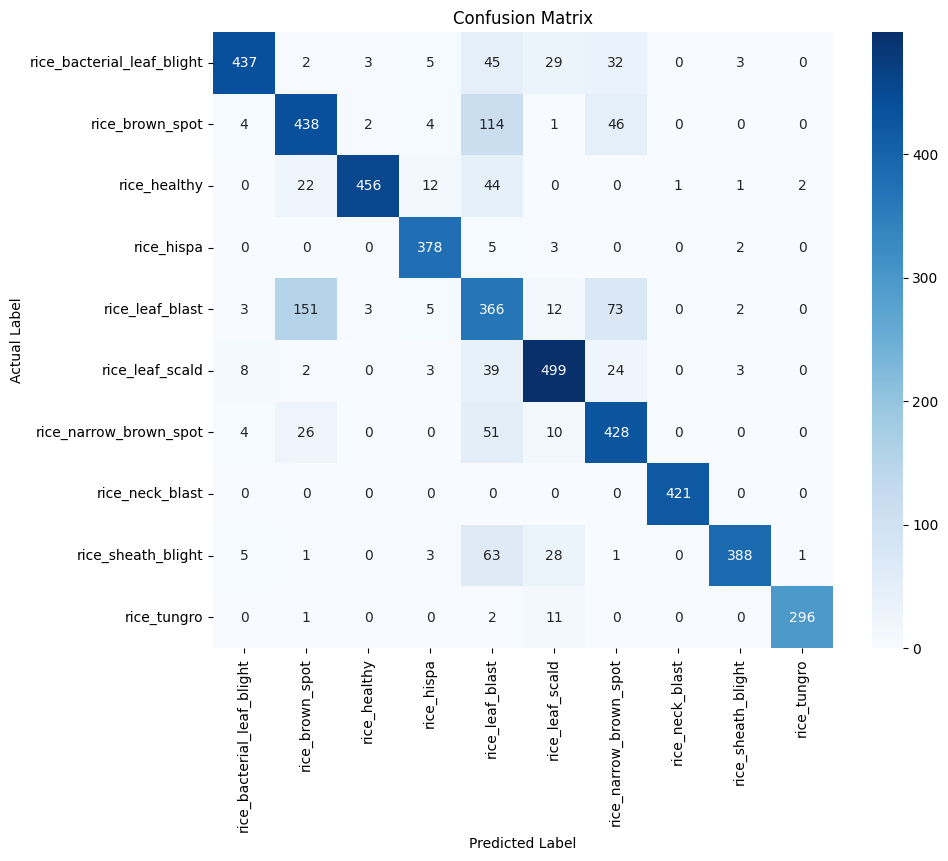 Confusion Matrix
rice_bacterial_leaf_blight 437 2 3 5 45 29 32 0 3 0
rice_brown_spot 4 438 2 4 114 1 46 0 0 0
rice_healthy 0 22 456 12 44 0 0 1 1 2
rice_hispa 0 0 0 378 5 3 0 2 0
rice_leaf_blast 3 151 3 5 366 12 73 0 2 0
rice_leaf_scald 8 2 0 3 39 499 24 0 3 0
rice_narrow_brown_spot 4 26 0 0 51 10 428 0 0 0
rice_neck_blast 0 0 0 0 0 0 0 421 0 0
rice_sheath_blight 5 1 0 3 63 28 1 0 388 1
rice_tungro 0 1 0 0 2 11 0 0 0 296
Actual Label
rice_bacterial_leaf_blight
rice_brown_spot
rice_healthy
rice_hispa
rice_leaf_blast
rice_leaf_scald
rice_narrow_brown_spot
rice_neck_blast
rice_sheath_blight
rice_tungro
Predicted Label
400
300
200
100
0